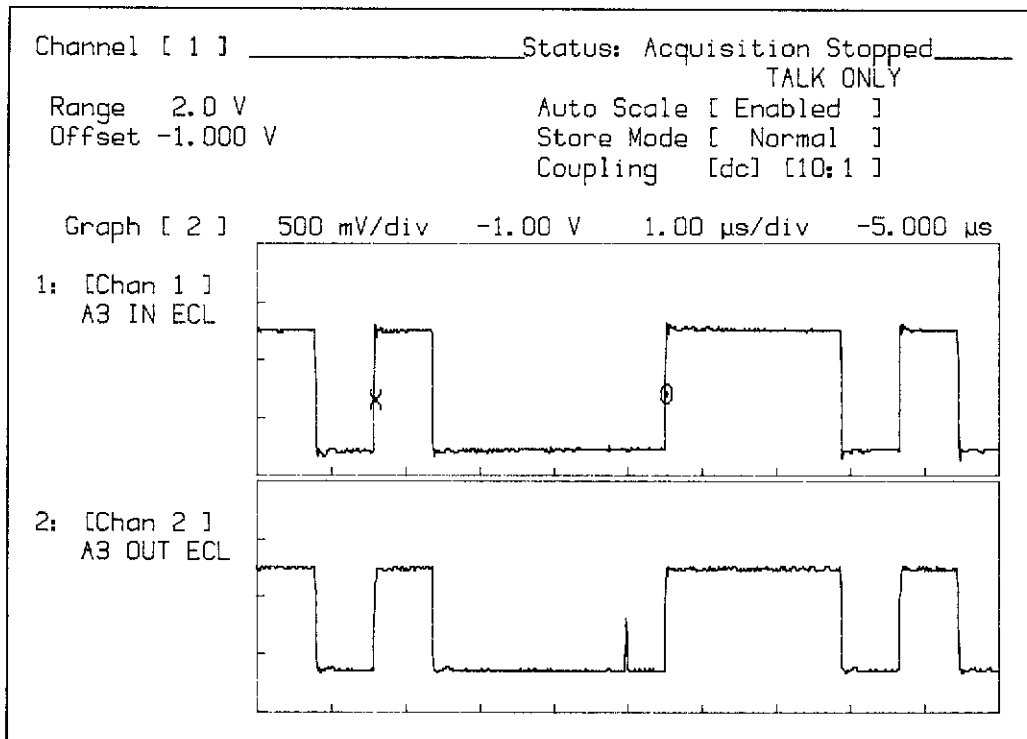 Channel [ 1 ] Status: Acquisition Stopped
TALK ONLY
Range 2.0 V Auto Scale [ Enabled ]
Offset -1.000 V Store Mode [ Normal ]
Coupling [dc] [10:1 ]
Graph [ 2 ] 500 mV/div -1.00 V 1.00 µs/div -5.000 µs
1: [Chan 1 ]
A3 IN ECL
2: [Chan 2 ]
A3 OUT ECL